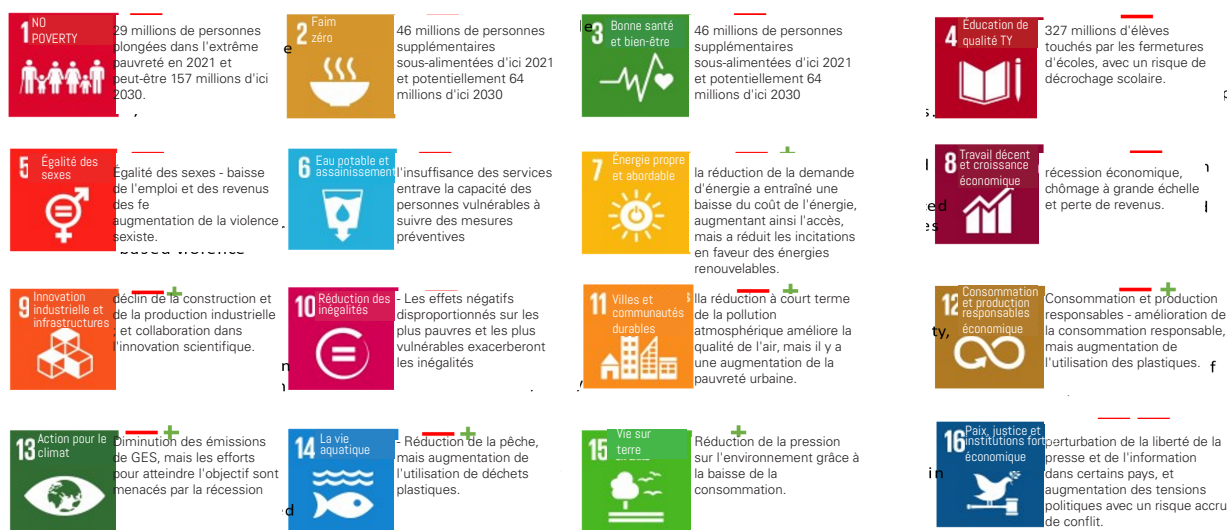 1 NO
POVERTY
29 millions de personnes
plongées dans l'extrême
pauvreté en 2021 et
peut-être 157 millions d'ici
2030.
2 Faim
zéro
46 millions de personnes
supplémentaires
sous-alimentées d'ici 2021
et potentiellement 64
millions d'ici 2030
3 Bonne santé
et bien-être
46 millions de personnes
supplémentaires
sous-alimentées d'ici 2021
et potentiellement 64
millions d'ici 2030
4 Éducation de
qualité TY
327 millions d'élèves
touchés par les fermetures
d'écoles, avec un risque de
décrochage scolaire.
5 Égalité des
sexes
Égalité des sexes - baisse
de l'emploi et des revenus
des fe
augmentation de la violence
sexiste.
6 Eau potable et
assainissement
l'insuffisance des services
entrave la capacité des
personnes vulnérables à
suivre des mesures
préventives
7 Énergie propre
et abordable
la réduction de la demande
d'énergie a entraîné une
baisse du coût de l'énergie,
augmentant ainsi l'accès,
mais a réduit les incitations
en faveur des énergies
renouvelables.
8 Travail décent
et croissance
économique
récession économique,
chômage à grande échelle
et perte de revenus.
9 Innovation
industrielle et
infrastructures
déclin de la construction et
de la production industrielle
; et collaboration dans
l'innovation scientifique.
10 Réduction des
inégalités
- Les effets négatifs
disproportionnés sur les
plus pauvres et les plus
vulnérables exacerberont
les inégalités
11 Villes et
communautés
durables
lla réduction à court terme
de la pollution
atmosphérique améliore la
qualité de l'air, mais il y a
une augmentation de la
pauvreté urbaine.
12 Consommation
et production
responsables
économique
Consommation et production
responsables - amélioration de
la consommation responsable,
mais augmentation de
l'utilisation des plastiques.
13 Action pour le
climat
Diminution des émissions
de GES, mais les efforts
pour atteindre l'objectif sont
menacés par la récession
14 La vie
aquatique
- Réduction de la pêche,
mais augmentation de
l'utilisation de déchets
plastiques.
15 Vie sur
terre
Réduction de la pression
sur l'environnement grâce à
la baisse de la
consommation.
16 Paix, justice et
institutions fort
économique
perturbation de la liberté de la
presse et de l'information
dans certains pays, et
augmentation des tensions
politiques avec un risque accru
de conflit.